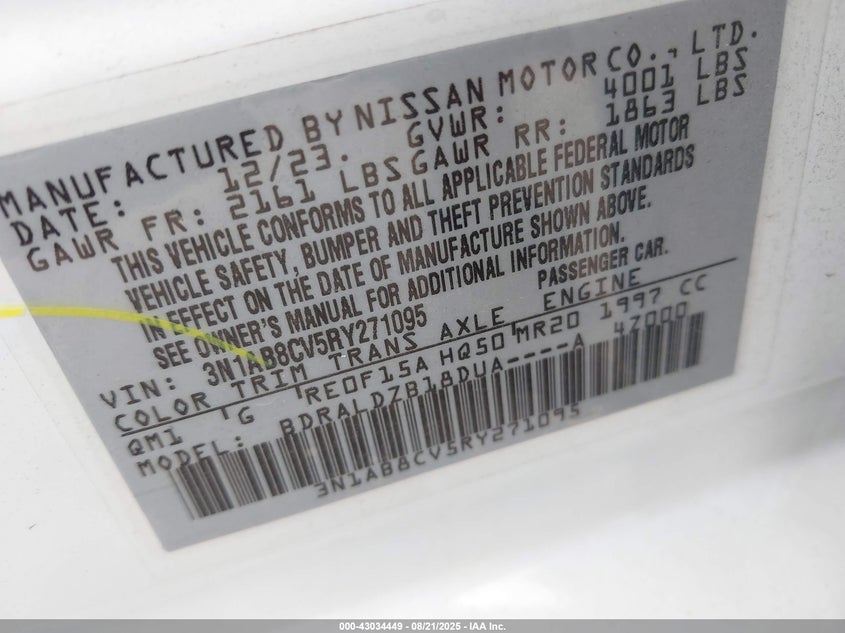 MANUFACTURED BY NISSAN MOTOR CO., LTD.
DATE: 12/23. GVWR: 4001 LBS
GAWR FR: 2161 LBS GAWR RR: 1863 LBS
THIS VEHICLE CONFORMS TO ALL APPLICABLE FEDERAL MOTOR
VEHICLE SAFETY, BUMPER AND THEFT PREVENTION STANDARDS
IN EFFECT ON THE DATE OF MANUFACTURE SHOWN ABOVE.
SEE OWNER'S MANUAL FOR ADDITIONAL INFORMATION.
VIN: 3N1AB8CV5RY271095 PASSENGER CAR.
COLOR TRIM TRANS AXLE ENGINE
QM1 G RE0F15A HQ50 MR20 1997 CC
MODEL: BDRALDZB18DUA----A 4Z000
3N1AB8CV5RY271095
000-43034449 - 08/21/2025 - IAA Inc.